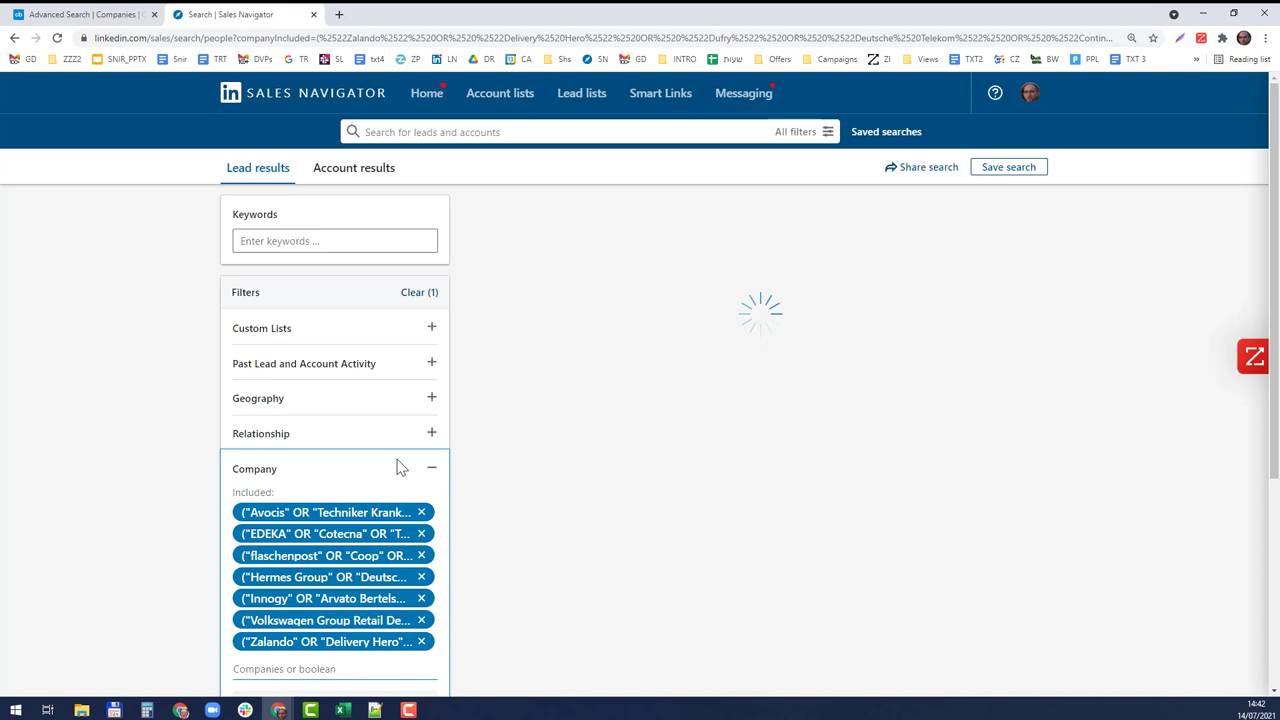 Advanced Search | Companies | C
Search | Sales Navigator
linkedin.com/sales/search/people?companyIncluded=(%2522Zalando%2522%2520OR%2520%2522Delivery%2520Hero%2522%2520OR%2520%2522Dufry%2522%2520OR%2520%2522Deutsche%2520Telekom%2522%2520OR%2520%2522Contin...
GD
ZZZ2
SNIR_PPTX
Snir
TRT
DVPs
TR
SL
txt4
ZP
LN
DR
CA
Shs
SN
GD
INTRO
שעות
Offers
Campaigns
ZI
Views
TXT2
CZ
BW
PPL
TXT 3
»
Reading list
in SALES NAVIGATOR
Home
Account lists
Lead lists
Smart Links
Messaging
Search for leads and accounts
All filters
Saved searches
Lead results
Account results
Share search
Save search
Keywords
Enter keywords ...
Filters
Clear (1)
Custom Lists
Past Lead and Account Activity
Geography
Relationship
Company
Included:
("Avocis" OR "Techniker Krank...
("EDEKA" OR "Cotecna" OR "T...
("flaschenpost" OR "Coop" OR...
("Hermes Group" OR "Deutsc...
("Innogy" OR "Arvato Bertels...
("Volkswagen Group Retail De...
("Zalando" OR "Delivery Hero"...
Companies or boolean
14:42
14/07/2021